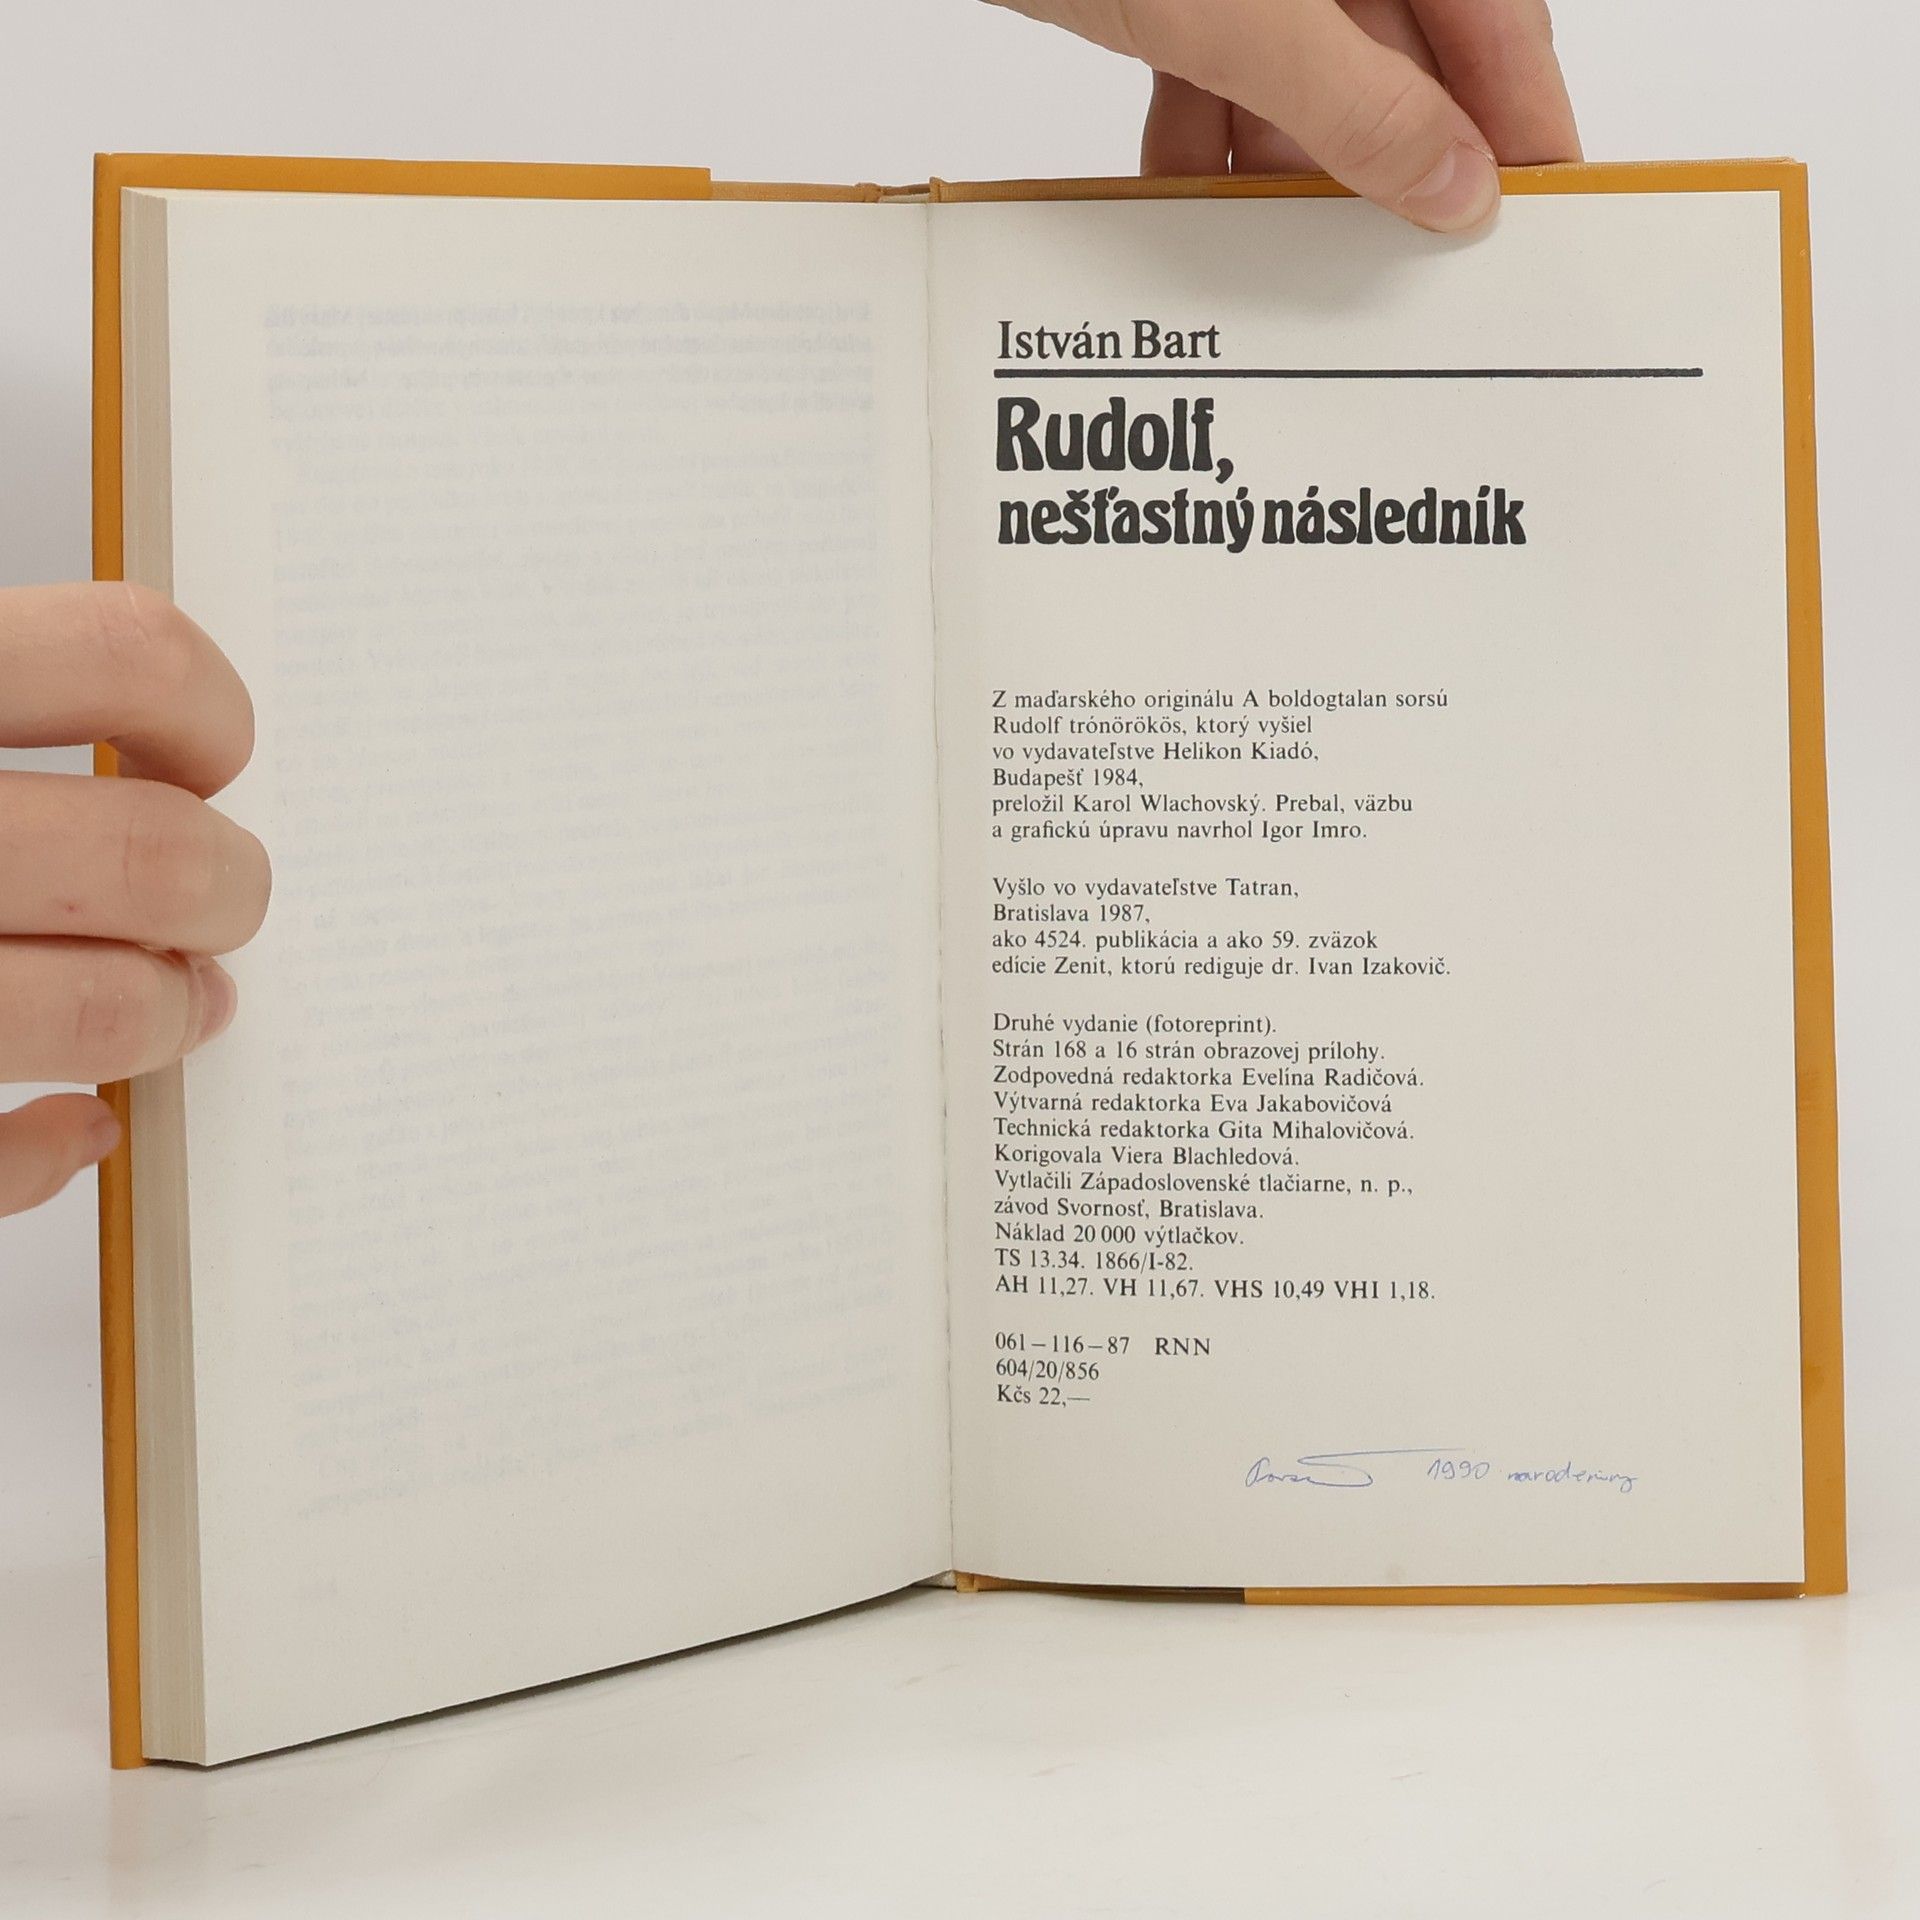 István Bart
Rudolf,
nešťastný následník
Z maďarského originálu A boldogtalan sorsú
Rudolf trónörökös, ktorý vyšiel
vo vydavateľstve Helikon Kiadó,
Budapešť 1984,
preložil Karol Wlachovský. Prebal, väzbu
a grafickú úpravu navrhol Igor Imro.
Vyšlo vo vydavateľstve Tatran,
Bratislava 1987,
ako 4524. publikácia a ako 59. zväzok
edície Zenit, ktorú rediguje dr. Ivan Izakovič.
Druhé vydanie (fotoreprint).
Strán 168 a 16 strán obrazovej prílohy.
Zodpovedná redaktorka Evelína Radičová.
Výtvarná redaktorka Eva Jakabovičová
Technická redaktorka Gita Mihalovičová.
Korigovala Viera Blachledová.
Vytlačili Západoslovenské tlačiarne, n. p.,
závod Svornosť, Bratislava.
Náklad 20 000 výtlačkov.
TS 13.34. 1866/I-82.
AH 11,27. VH 11,67. VHS 10,49 VHI 1,18.
061–116–87 RNN
604/20/856
Kčs 22,—
1990 narodeniny